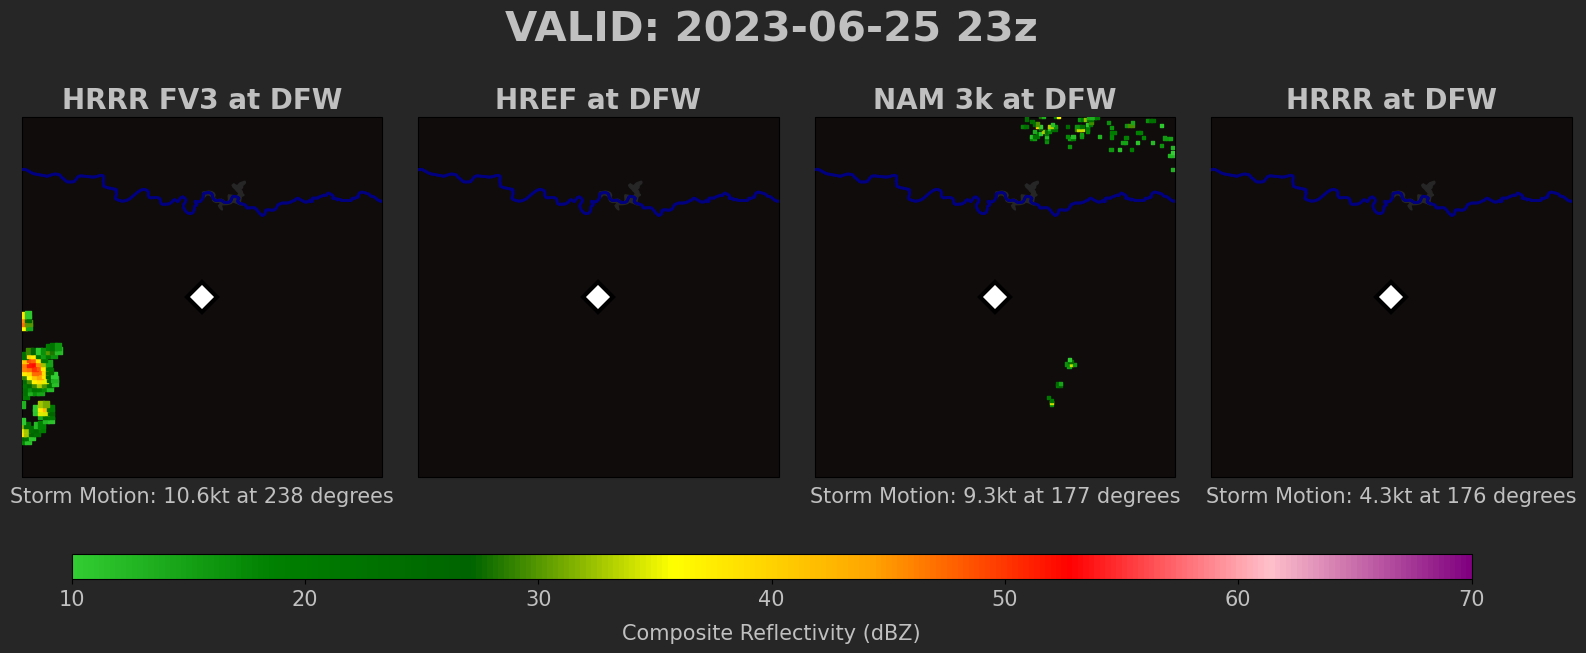 VALID: 2023-06-25 23z
HRRR FV3 at DFW
HREF at DFW
NAM 3k at DFW
HRRR at DFW
Storm Motion: 10.6kt at 238 degrees
Storm Motion: 9.3kt at 177 degrees
Storm Motion: 4.3kt at 176 degrees
10 20 30 40 50 60 70
Composite Reflectivity (dBZ)